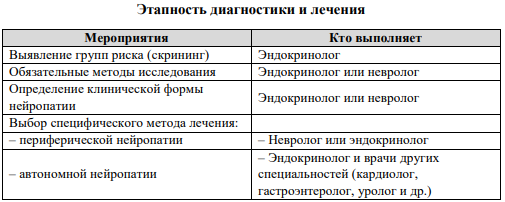 Этапность диагностики и лечения
Мероприятия
Кто выполняет
Выявление групп риска (скрининг)
Эндокринолог
Обязательные методы исследования
Эндокринолог или невролог
Определение клинической формы
нейропатии
Эндокринолог или невролог
Выбор специфического метода лечения:
– периферической нейропатии
– Невролог или эндокринолог
– автономной нейропатии
– Эндокринолог и врачи других
специальностей (кардиолог,
гастроэнтеролог, уролог и др.)